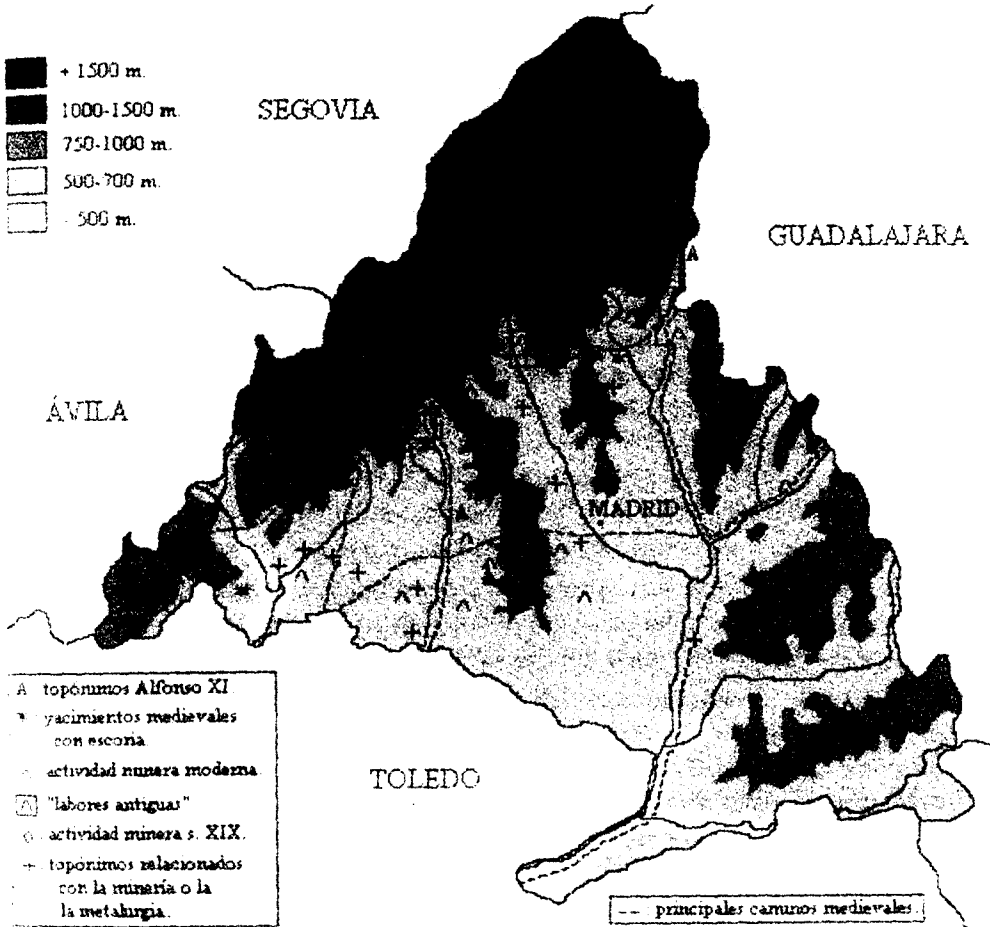 + 1500 m.
1000-1500 m.
750-1000 m.
500-700 m.
- 500 m.
SEGOVIA
GUADALAJARA
A
ÁVILA
MADRID
TOLEDO
A topónimos Alfonso XI.
yacimientos medievales
con escoria.
actividad minera moderna.
"labores antiguas"
actividad minera s. XIX.
+ topónimos relacionados
con la minería o la
la metalurgia.
--- : principales caminos medievales.